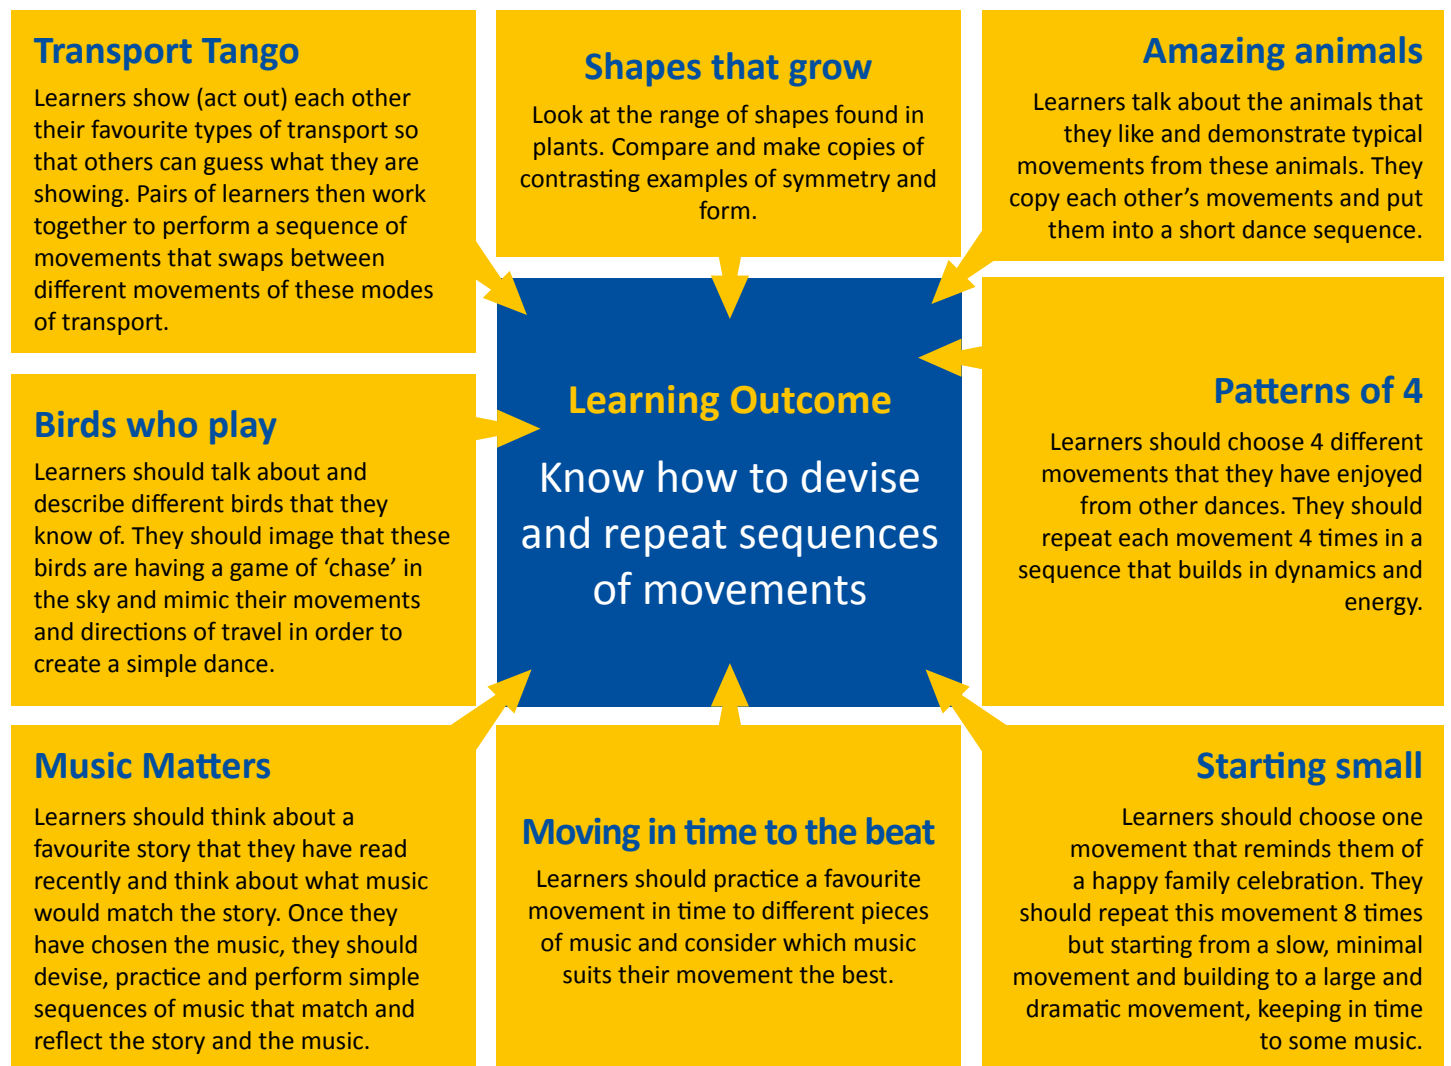 Transport Tango
Learners show (act out) each other
their favourite types of transport so
that others can guess what they are
showing. Pairs of learners then work
together to perform a sequence of
movements that swaps between
different movements of these modes
of transport.
Shapes that grow
Look at the range of shapes found in
plants. Compare and make copies of
contrasting examples of symmetry and
form.
Amazing animals
Learners talk about the animals that
they like and demonstrate typical
movements from these animals. They
copy each other’s movements and put
them into a short dance sequence.
Birds who play
Learners should talk about and
describe different birds that they
know of. They should image that these
birds are having a game of ‘chase’ in
the sky and mimic their movements
and directions of travel in order to
create a simple dance.
Learning Outcome
Know how to devise
and repeat sequences
of movements
Patterns of 4
Learners should choose 4 different
movements that they have enjoyed
from other dances. They should
repeat each movement 4 times in a
sequence that builds in dynamics and
energy.
Music Matters
Learners should think about a
favourite story that they have read
recently and think about what music
would match the story. Once they
have chosen the music, they should
devise, practice and perform simple
sequences of music that match and
reflect the story and the music.
Moving in time to the beat
Learners should practice a favourite
movement in time to different pieces
of music and consider which music
suits their movement the best.
Starting small
Learners should choose one
movement that reminds them of
a happy family celebration. They
should repeat this movement 8 times
but starting from a slow, minimal
movement and building to a large and
dramatic movement, keeping in time
to some music.